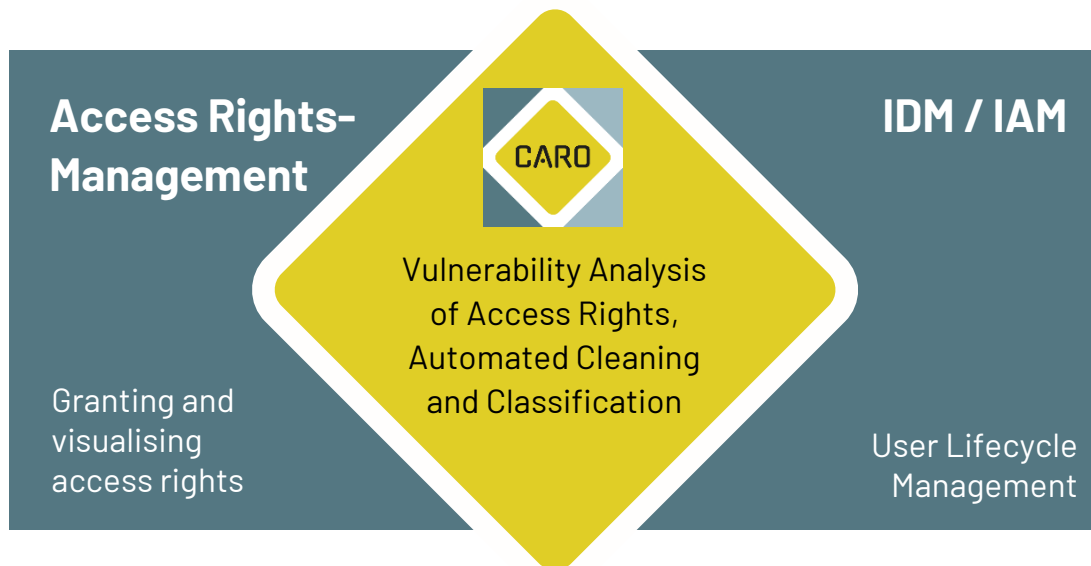 Access Rights-
Management
Granting and
visualising
access rights
CARO
Vulnerability Analysis
of Access Rights,
Automated Cleaning
and Classification
IDM / IAM
User Lifecycle
Management